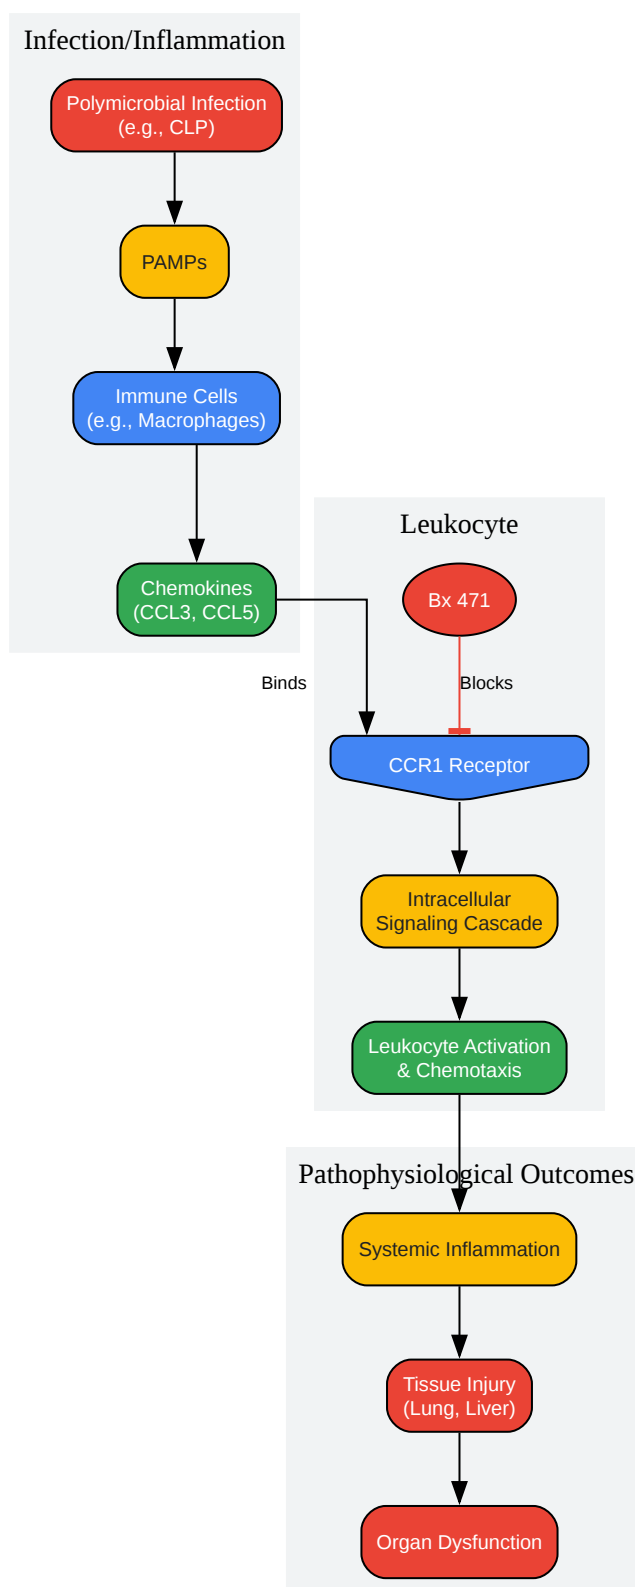 Infection/Inflammation
Polymicrobial Infection
(e.g., CLP)
PAMPs
Immune Cells
(e.g., Macrophages)
Chemokines
(CCL3, CCL5)
Binds
Leukocyte
Bx 471
Blocks
CCR1 Receptor
Intracellular
Signaling Cascade
Leukocyte Activation
& Chemotaxis
Pathophysiological Outcomes
Systemic Inflammation
Tissue Injury
(Lung, Liver)
Organ Dysfunction